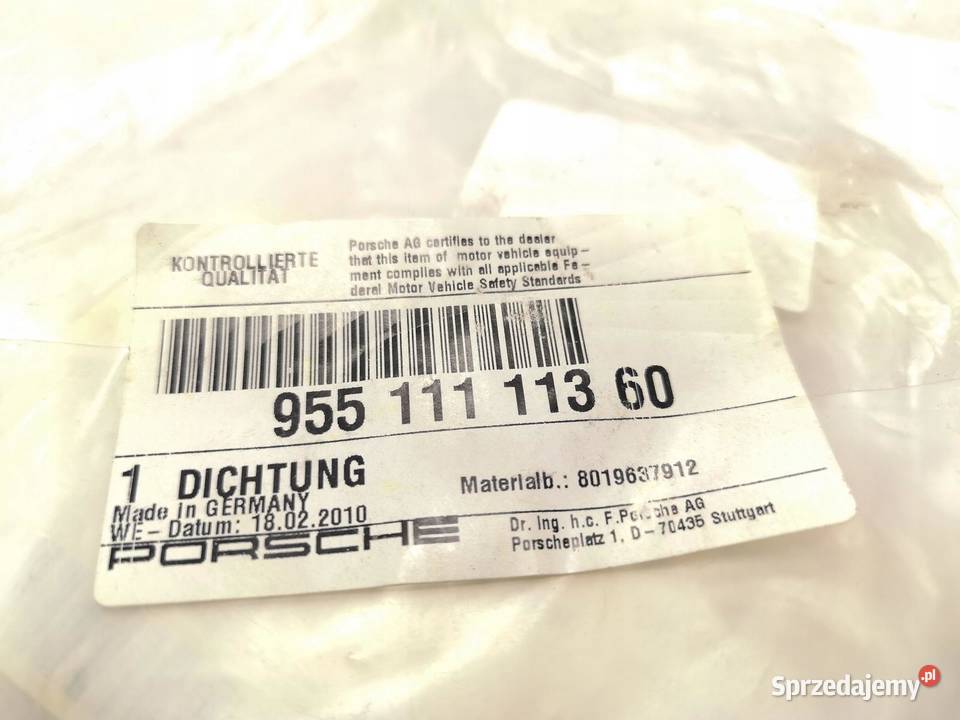 KONTROLLIERTE
QUALITÄT
Porsche AG certifies to the dealer
that this item of motor vehicle equip-
ment complies with all applicable Fe-
deral Motor Vehicle Safety Standards
955 111 113 60
1 DICHTUNG
Materialb.: 8019637912
Made in GERMANY
WE-Datum: 18.02.2010
PORSCHE
Dr. Ing. h.c. F.Porsche AG
Porscheplatz 1, D-70435 Stuttgart
Sprzedajemy.pl